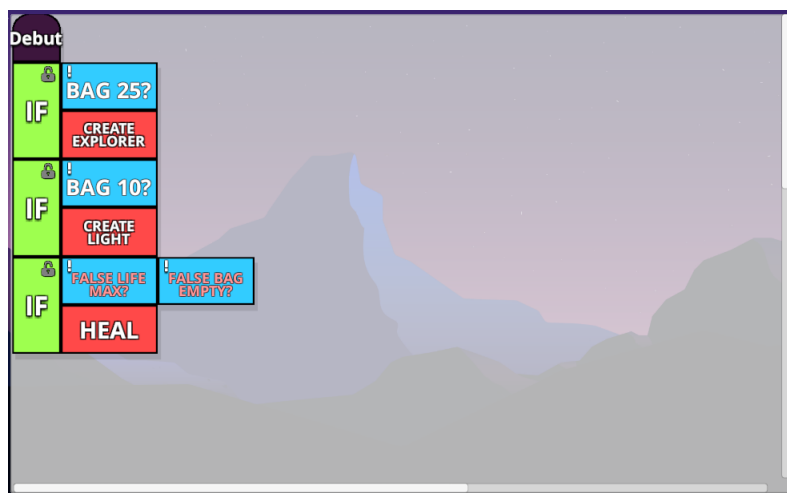 Debut
IF
! BAG 25?
CREATE
EXPLORER
IF
! BAG 10?
CREATE
LIGHT
IF
! FALSE LIFE
MAX?
! FALSE BAG
EMPTY?
HEAL